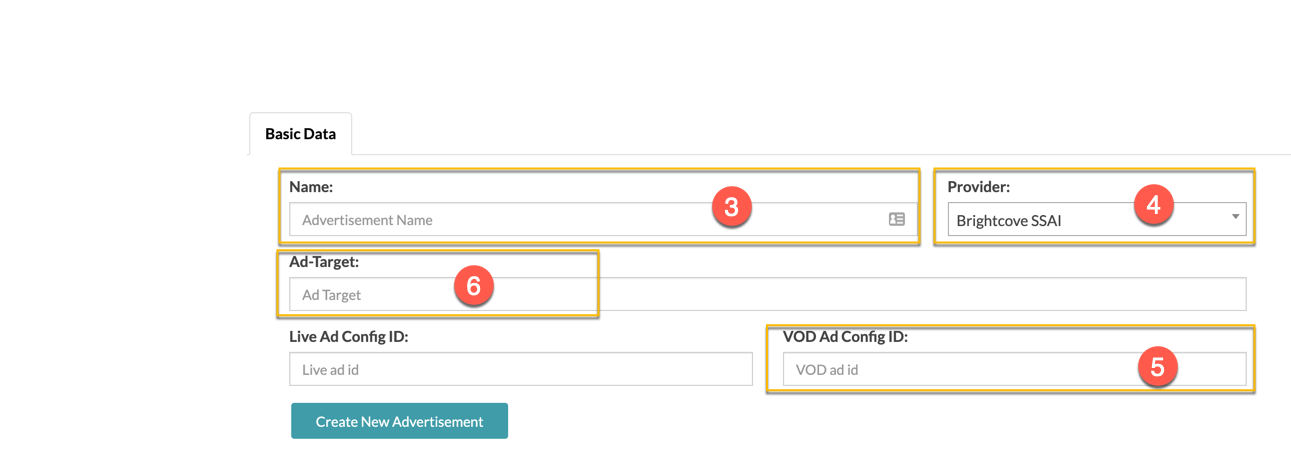 Basic Data
Name:
Provider:
Advertisement Name
3
Brightcove SSAI
4
Ad-Target:
Ad Target
6
Live Ad Config ID:
VOD Ad Config ID:
Live ad id
VOD ad id
5
Create New Advertisement